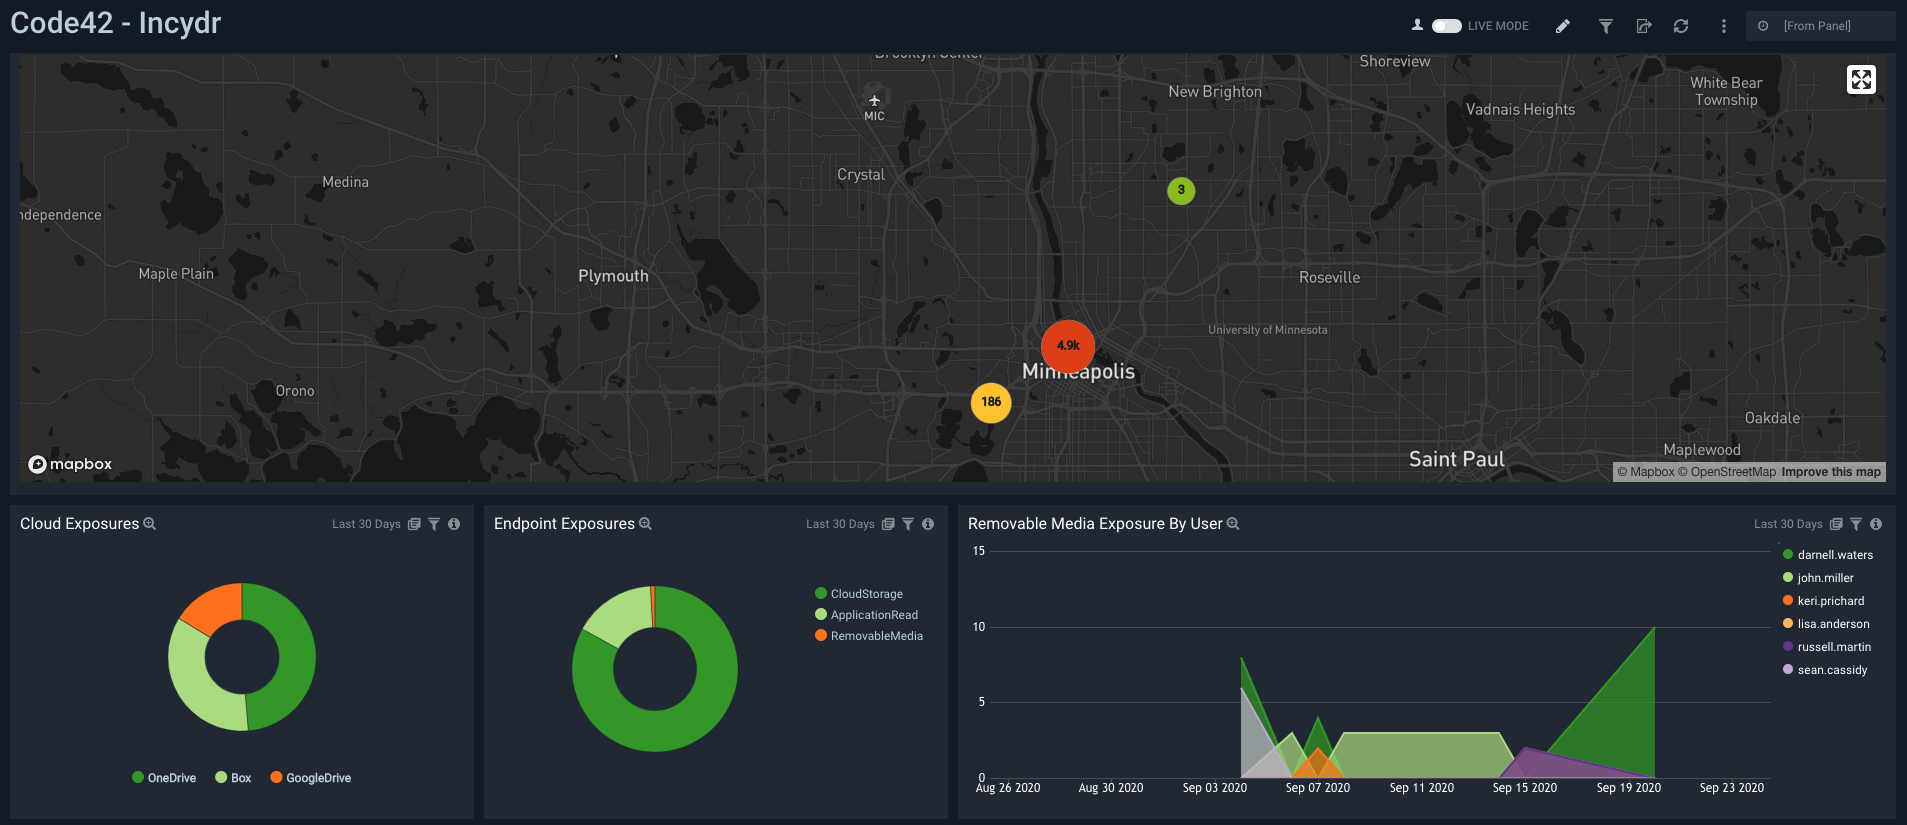 Code42 - Incydr
LIVE MODE
[From Panel]
Brooklyn Center
Shoreview
New Brighton
White Bear
Township
Vadnais Heights
MIC
Crystal
Medina
3
ndependence
Maple Plain
Plymouth
Roseville
University of Minnesota
4.9k
Minneapolis
Orono
186
Oakdale
Maplewood
Saint Paul
mapbox
© Mapbox © OpenStreetMap Improve this map
Cloud Exposures
Last 30 Days
OneDrive
Box
GoogleDrive
Endpoint Exposures
Last 30 Days
CloudStorage
ApplicationRead
RemovableMedia
Removable Media Exposure By User
Last 30 Days
15
10
5
0
Aug 26 2020
Aug 30 2020
Sep 03 2020
Sep 07 2020
Sep 11 2020
Sep 15 2020
Sep 19 2020
Sep 23 2020
darnell.waters
john.miller
keri.prichard
lisa.anderson
russell.martin
sean.cassidy